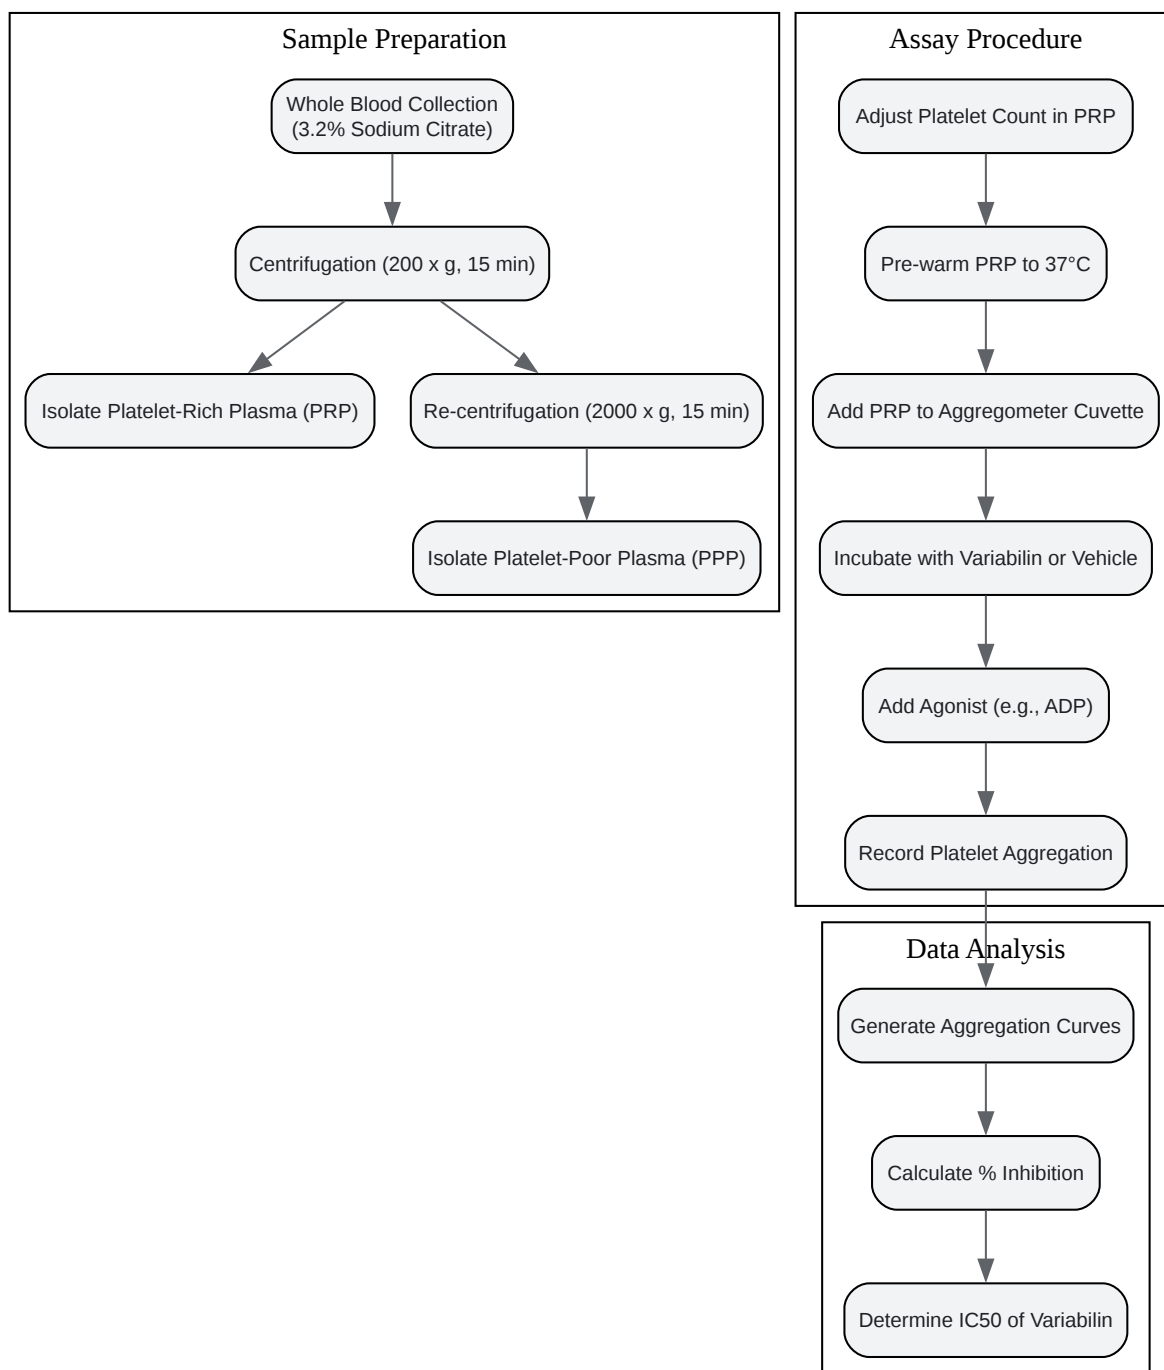 Sample Preparation
Whole Blood Collection
(3.2% Sodium Citrate)
Centrifugation (200 x g, 15 min)
Isolate Platelet-Rich Plasma (PRP)
Re-centrifugation (2000 x g, 15 min)
Isolate Platelet-Poor Plasma (PPP)
Assay Procedure
Adjust Platelet Count in PRP
Pre-warm PRP to 37°C
Add PRP to Aggregometer Cuvette
Incubate with Variabilin or Vehicle
Add Agonist (e.g., ADP)
Record Platelet Aggregation
Data Analysis
Generate Aggregation Curves
Calculate % Inhibition
Determine IC50 of Variabilin